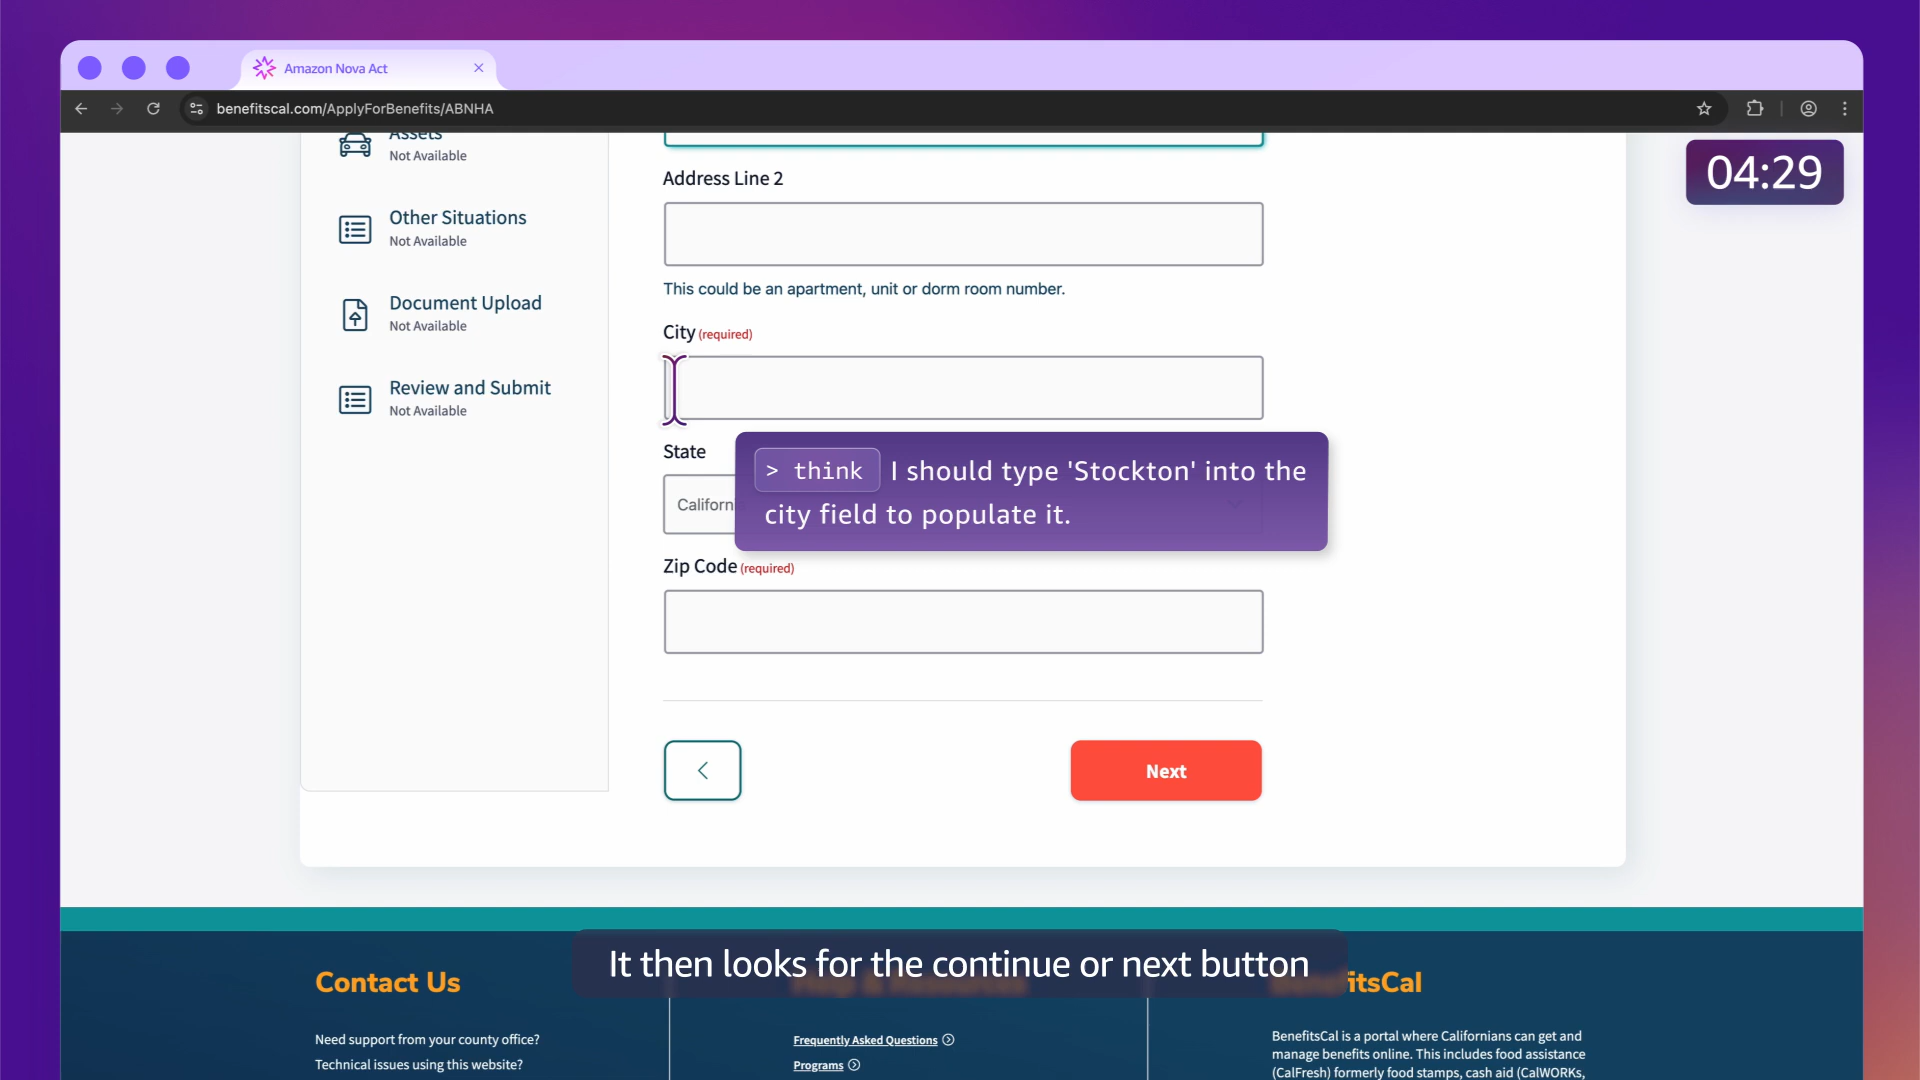 Amazon Nova Act
benefitscal.com/ApplyForBenefits/ABNHA
04:29
Assets
Not Available
Other Situations
Not Available
Document Upload
Not Available
Review and Submit
Not Available
Address Line 2
This could be an apartment, unit or dorm room number.
City (required)
State
Californ
> think I should type 'Stockton' into the
city field to populate it.
Zip Code (required)
Next
It then looks for the continue or next button
Contact Us
Need support from your county office?
Technical issues using this website?
Frequently Asked Questions
Programs
itsCal
BenefitsCal is a portal where Californians can get and
manage benefits online. This includes food assistance
(CalFresh) formerly food stamps, cash aid (CalWORKs,